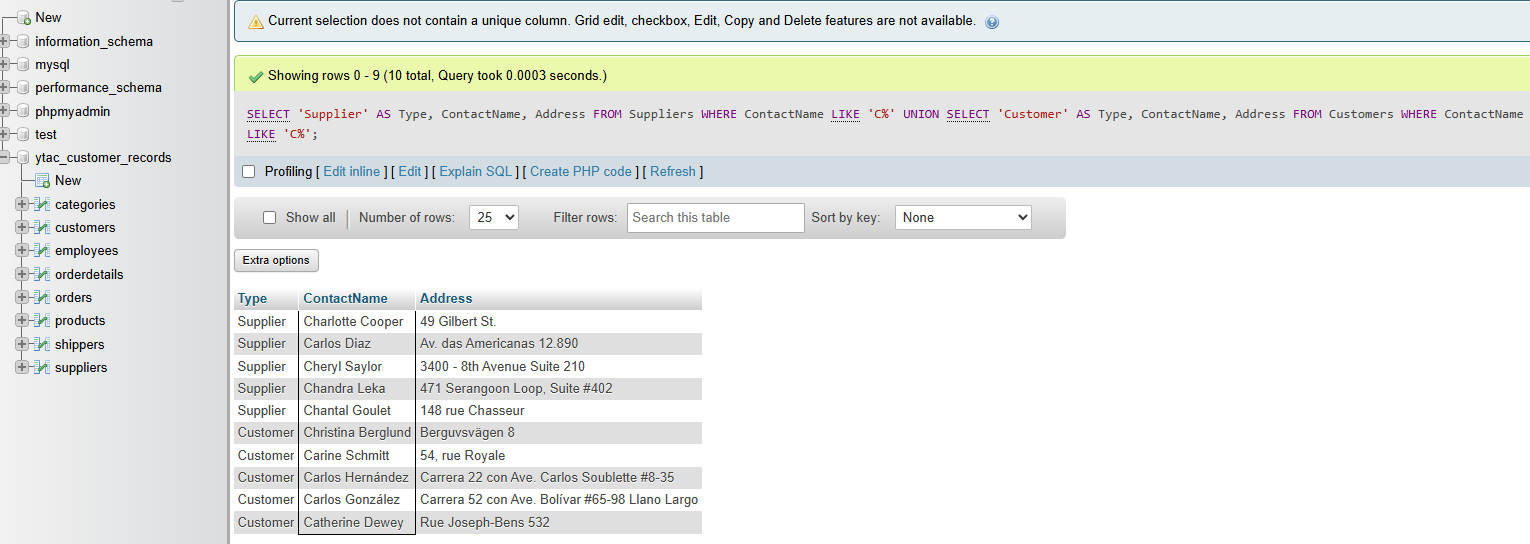 New
information_schema
mysql
performance_schema
phpmyadmin
test
ytac_customer_records
New
categories
customers
employees
orderdetails
orders
products
shippers
suppliers
Current selection does not contain a unique column. Grid edit, checkbox, Edit, Copy and Delete features are not available.
Showing rows 0 - 9 (10 total, Query took 0.0003 seconds.)
SELECT 'Supplier' AS Type, ContactName, Address FROM Suppliers WHERE ContactName LIKE 'C%' UNION SELECT 'Customer' AS Type, ContactName, Address FROM Customers WHERE ContactName
LIKE 'C%';
Profiling [ Edit inline ] [ Edit ] [ Explain SQL ] [ Create PHP code ] [ Refresh ]
Show all | Number of rows: 25 Filter rows: Search this table Sort by key: None
Extra options
Type ContactName Address
Supplier Charlotte Cooper 49 Gilbert St.
Supplier Carlos Diaz Av. das Americanas 12.890
Supplier Cheryl Saylor 3400 - 8th Avenue Suite 210
Supplier Chandra Leka 471 Serangoon Loop, Suite #402
Supplier Chantal Goulet 148 rue Chasseur
Customer Christina Berglund Berguvsvägen 8
Customer Carine Schmitt 54, rue Royale
Customer Carlos Hernández Carrera 22 con Ave. Carlos Soublette #8-35
Customer Carlos González Carrera 52 con Ave. Bolívar #65-98 Llano Largo
Customer Catherine Dewey Rue Joseph-Bens 532